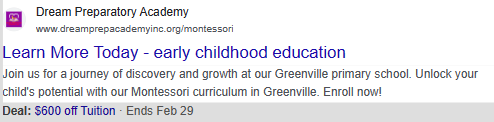 Dream Preparatory Academy
www.dreamprepacademyinc.org/montessori
Learn More Today - early childhood education
Join us for a journey of discovery and growth at our Greenville primary school. Unlock your
child's potential with our Montessori curriculum in Greenville. Enroll now!
Deal: $600 off Tuition · Ends Feb 29